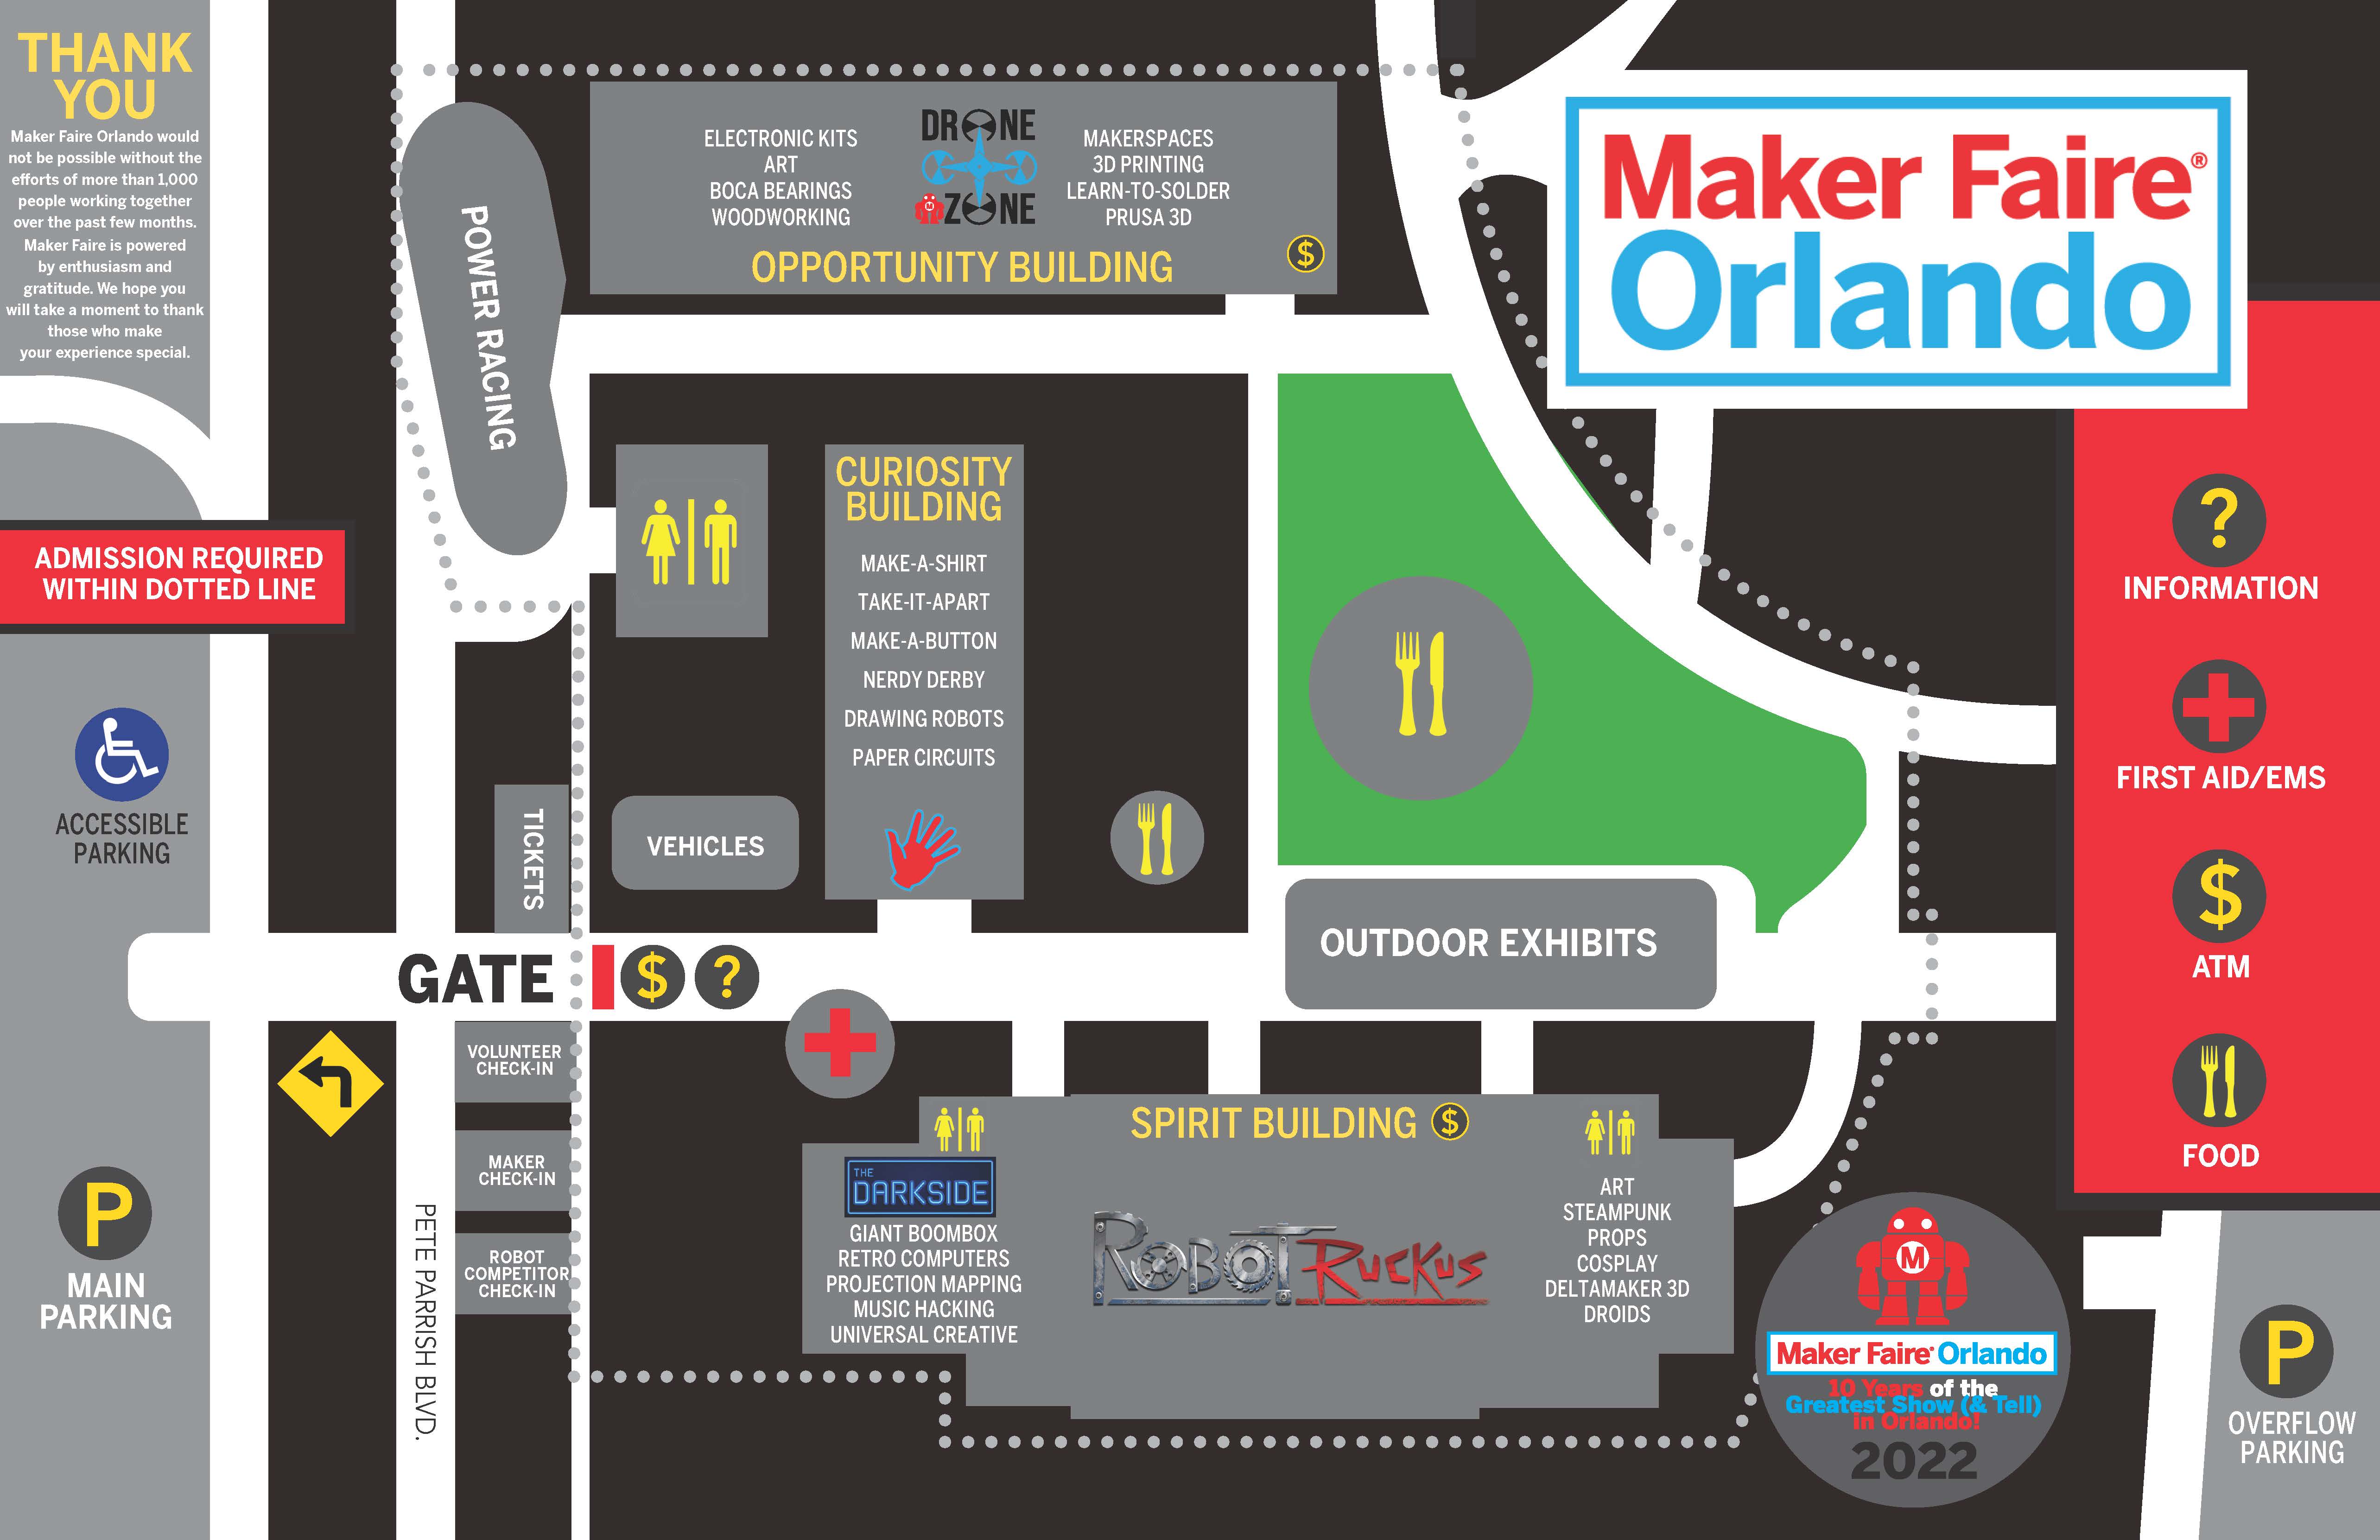 THANK
YOU
Maker Faire Orlando would
not be possible without the
efforts of more than 1,000
people working together
over the past few months.
Maker Faire is powered
by enthusiasm and
gratitude. We hope you
will take a moment to thank
those who make
your experience special.
ADMISSION REQUIRED
WITHIN DOTTED LINE
ACCESSIBLE
PARKING
P
MAIN
PARKING
POWER RACING
ELECTRONIC KITS
ART
BOCA BEARINGS
WOODWORKING
DRONE
M ZONE
MAKERSPACES
3D PRINTING
LEARN-TO-SOLDER
PRUSA 3D
OPPORTUNITY BUILDING
$
Maker Faire®
Orlando
CURIOSITY
BUILDING
MAKE-A-SHIRT
TAKE-IT-APART
MAKE-A-BUTTON
NERDY DERBY
DRAWING ROBOTS
PAPER CIRCUITS
TICKETS
VEHICLES
OUTDOOR EXHIBITS
GATE
$
?
VOLUNTEER
CHECK-IN
MAKER
CHECK-IN
ROBOT
COMPETITOR
CHECK-IN
PETE PARRISH BLVD.
SPIRIT BUILDING $
THE
DARKSIDE
GIANT BOOMBOX
RETRO COMPUTERS
PROJECTION MAPPING
MUSIC HACKING
UNIVERSAL CREATIVE
ROBOT RUCKUS
ART
STEAMPUNK
PROPS
COSPLAY
DELTAMAKER 3D
DROIDS
?
INFORMATION
FIRST AID/EMS
$
ATM
FOOD
M
Maker Faire® Orlando
10 Years of the
Greatest Show (& Tell)
in Orlando!
2022
P
OVERFLOW
PARKING